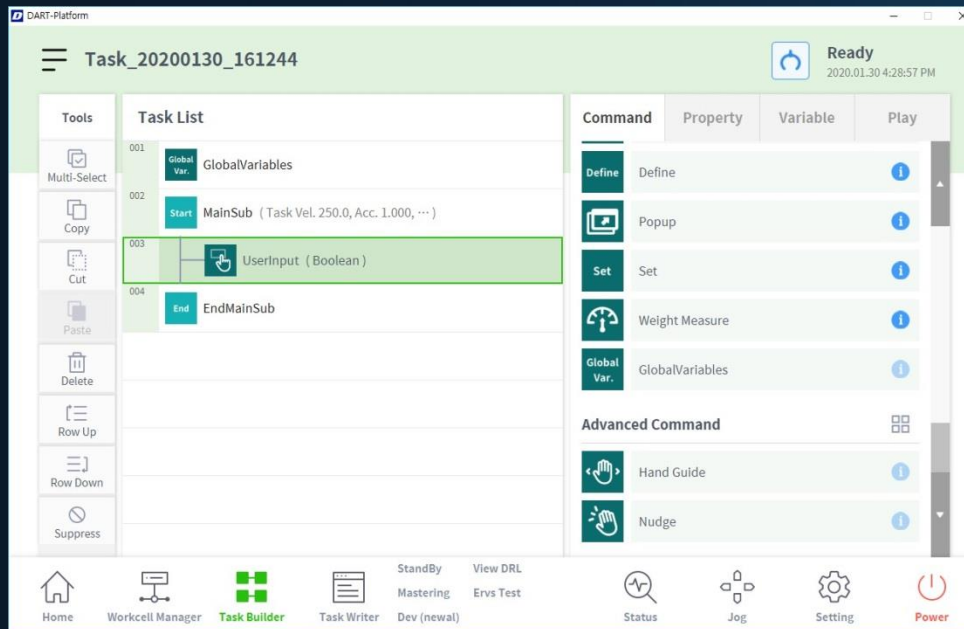 DART-Platform
Task_20200130_161244
Ready
2020.01.30 4:28:57 PM
Tools
Multi-Select
Copy
Cut
Paste
Delete
Row Up
Row Down
Suppress
Task List
001
Global Var.
GlobalVariables
002
Start
MainSub ( Task Vel. 250.0, Acc. 1.000, ··· )
003
UserInput ( Boolean )
004
End
EndMainSub
Command Property Variable Play
Define
Define
Popup
Set
Set
Weight Measure
Global
Var.
GlobalVariables
Advanced Command
Hand Guide
Nudge
Home
Workcell Manager
Task Builder
Task Writer
StandBy View DRL
Mastering Ervs Test
Dev (newal)
Status
Jog
Setting
Power